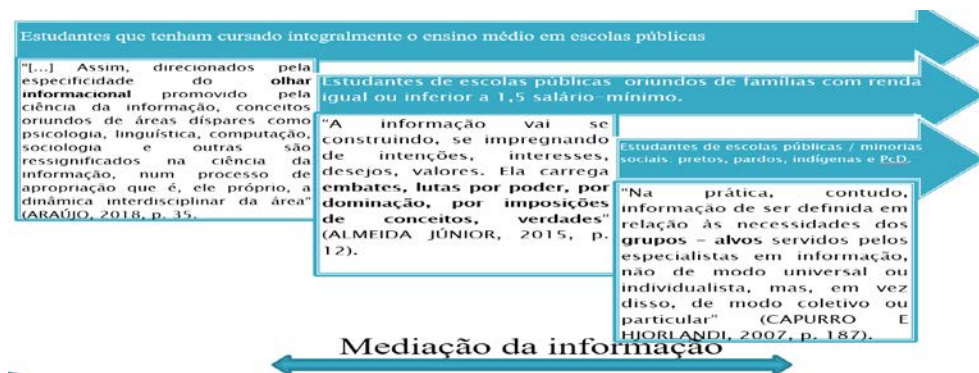 Estudantes que tenham cursado integralmente o ensino médio em escolas públicas
"[...] Assim, direcionados pela
especificidade do olhar
informacional promovido pela
ciência da informação, conceitos
oriundos de áreas díspares como
psicologia, linguística, computação,
sociologia e outras são
ressignificados na ciência da
informação, num processo de
apropriação que é, ele próprio, a
dinâmica interdisciplinar da área"
(ARAÚJO, 2018, p. 35.
Estudantes de escolas públicas oriundos de famílias com renda
igual ou inferior a 1,5 salário-mínimo.
"A informação vai se
construindo, se impregnando
de intenções, interesses,
desejos, valores. Ela carrega
embates, lutas por poder, por
dominação, por imposições
de conceitos, verdades"
(ALMEIDA JÚNIOR, 2015, p.
12).
Estudantes de escolas públicas / minorias
sociais: pretos, pardos, indígenas e PcD.
"Na prática, contudo,
informação de ser definida em
relação às necessidades dos
grupos – alvos servidos pelos
especialistas em informação,
não de modo universal ou
individualista, mas, em vez
disso, de modo coletivo ou
particular" (CAPURRO E
HJORLANDI, 2007, p. 187).
Mediação da informação